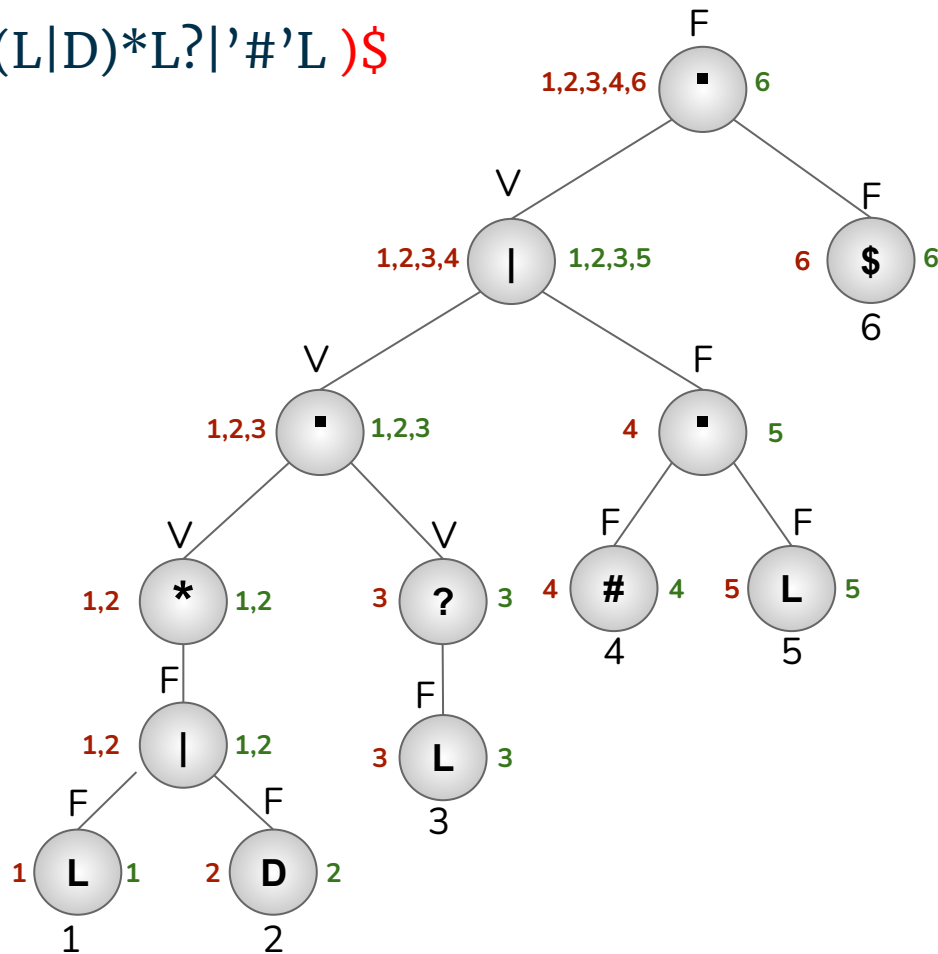 (L|D)*L?|’#’L )$
F
1,2,3,4,6 ▪ 6
V F
1,2,3,4 | 1,2,3,5 6 $ 6
6
V F
1,2,3 ▪ 1,2,3 4 ▪ 5
V V F F
1,2 * 1,2 3 ? 3 4 # 4 5 L 5
4 5
F F
1,2 | 1,2 3 L 3
3
F F
1 L 1 2 D 2
1 2